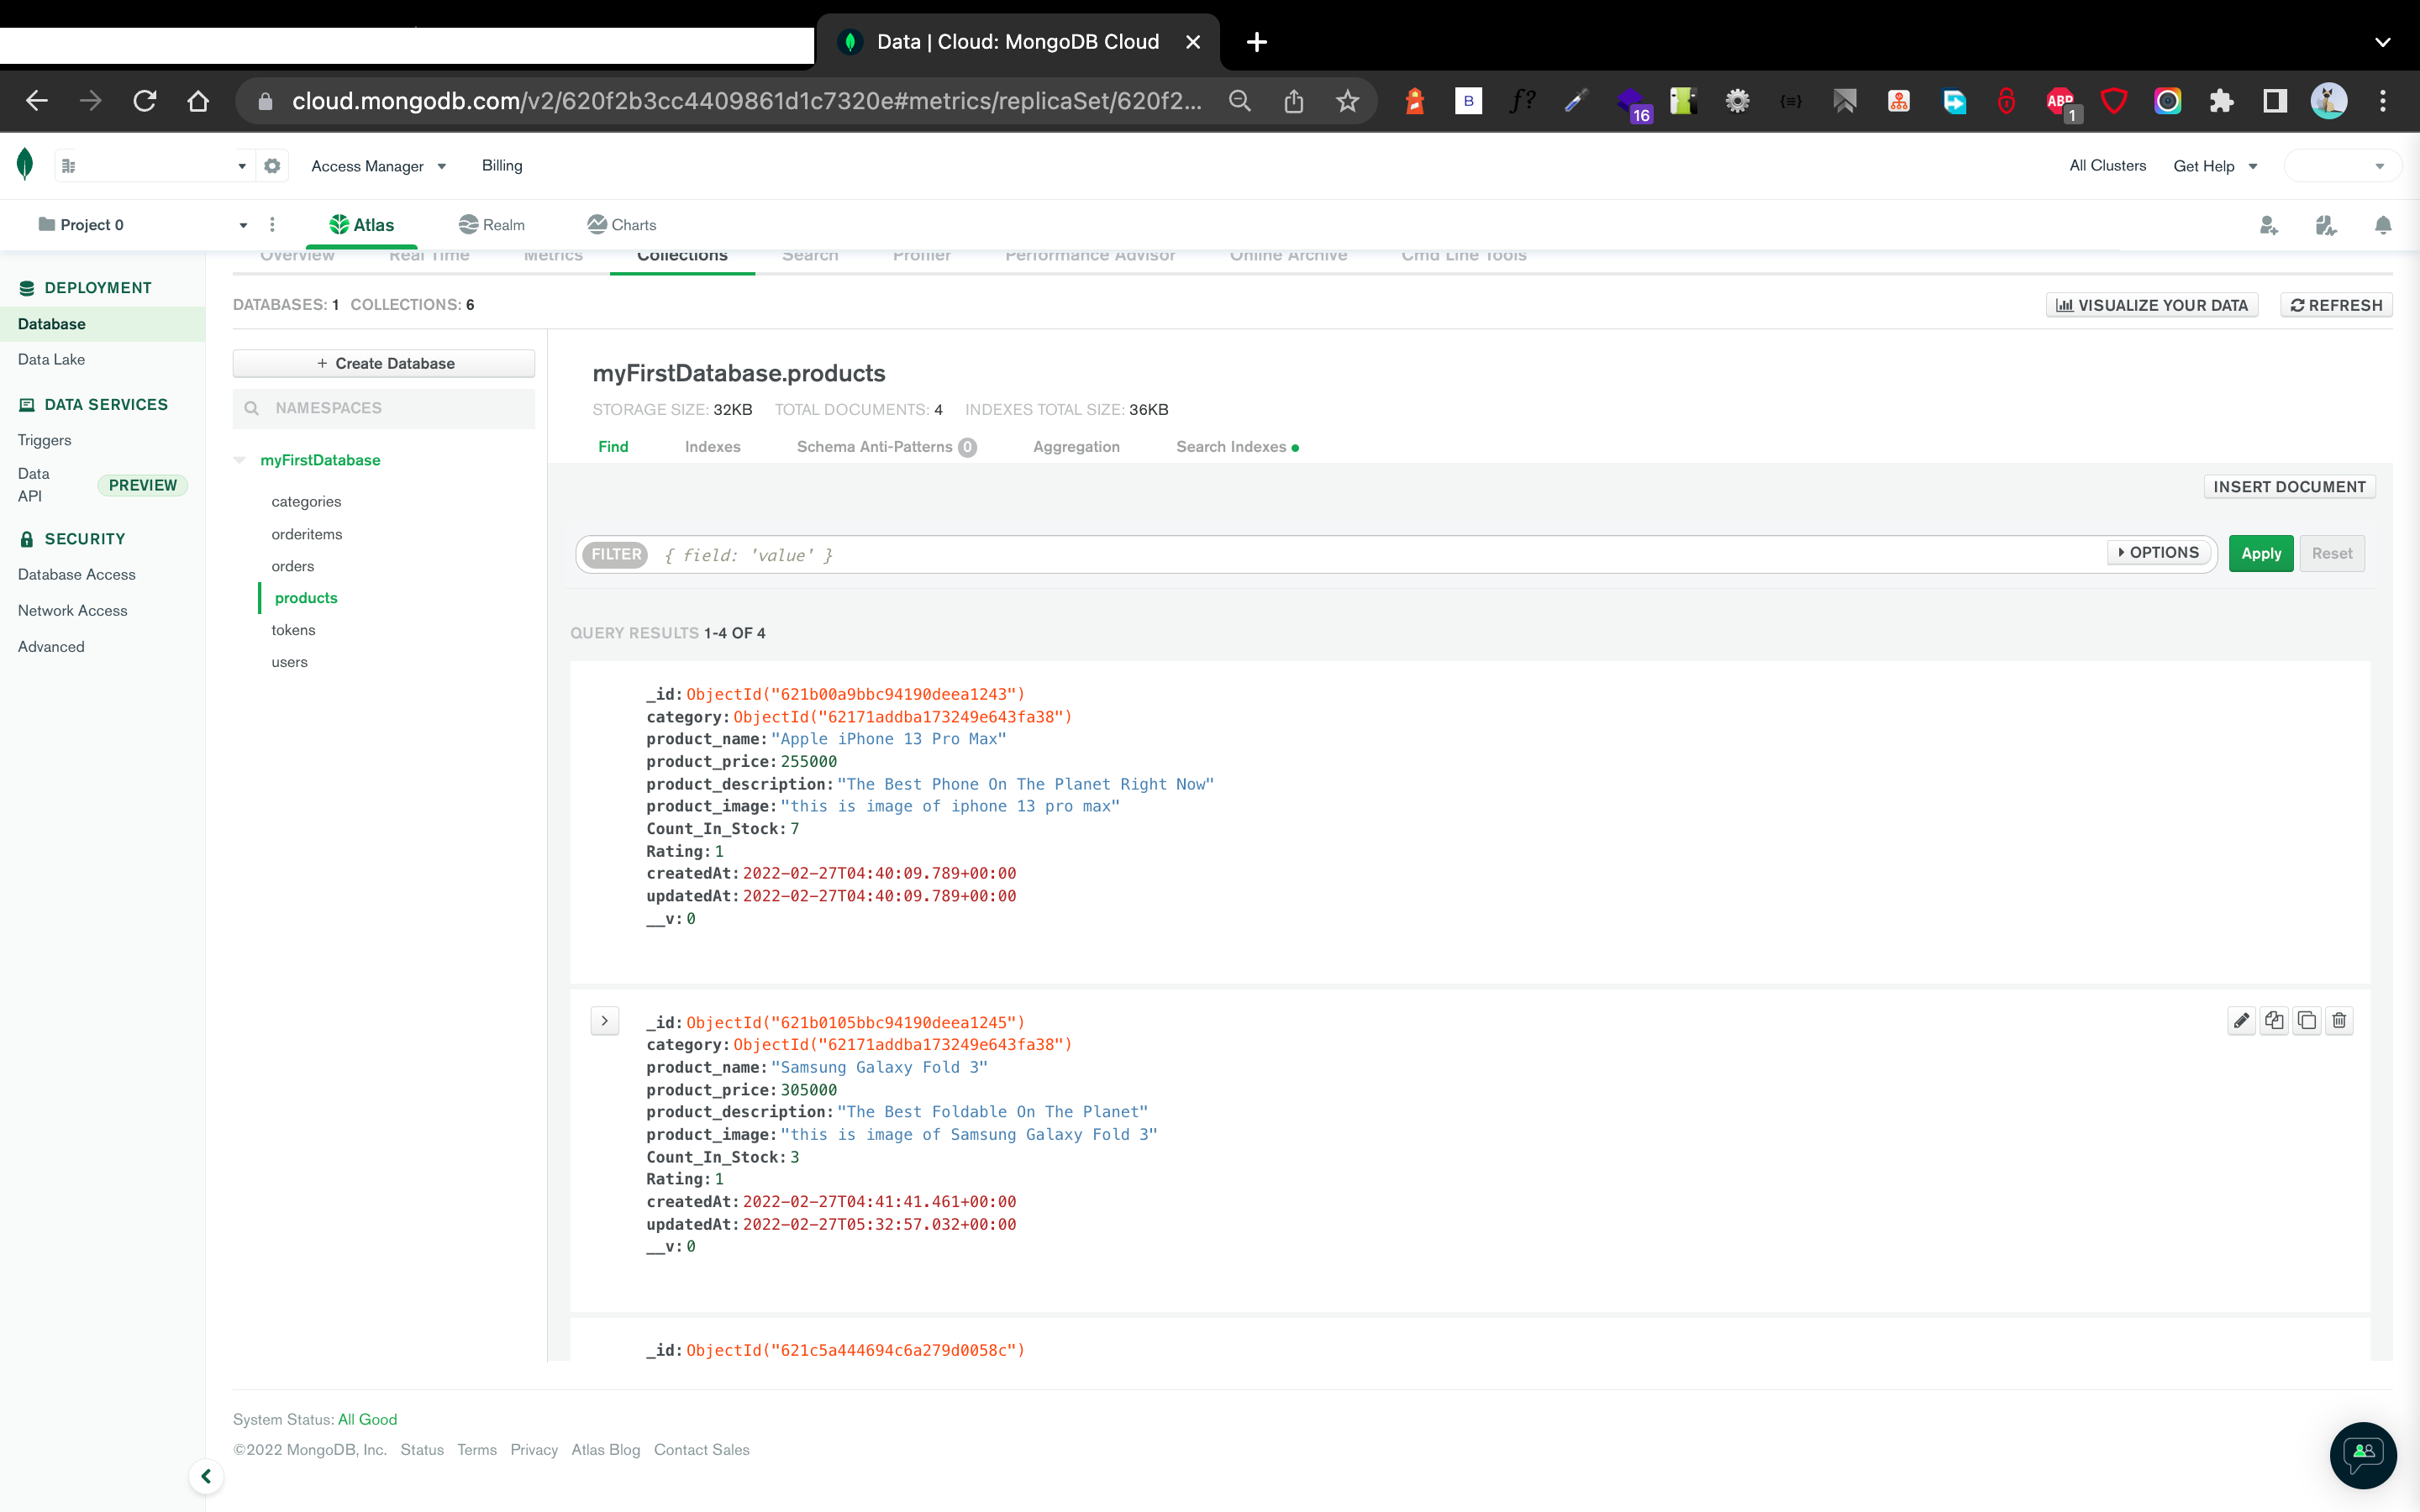 Data | Cloud: MongoDB Cloud
cloud.mongodb.com/v2/620f2b3cc4409861d1c7320e#metrics/replicaSet/620f2...
B
f?
16
{≡}
ABP
1
Access Manager
Billing
All Clusters
Get Help
Project 0
Atlas
Realm
Charts
Overview
Real Time
Metrics
Collections
Search
Profiler
Performance Advisor
Online Archive
Cmd Line Tools
DEPLOYMENT
Database
Data Lake
DATA SERVICES
Triggers
Data API
PREVIEW
SECURITY
Database Access
Network Access
Advanced
DATABASES: 1 COLLECTIONS: 6
VISUALIZE YOUR DATA
REFRESH
+ Create Database
NAMESPACES
myFirstDatabase
categories
orderitems
orders
products
tokens
users
myFirstDatabase.products
STORAGE SIZE: 32KB TOTAL DOCUMENTS: 4 INDEXES TOTAL SIZE: 36KB
Find
Indexes
Schema Anti-Patterns 0
Aggregation
Search Indexes
INSERT DOCUMENT
FILTER { field: 'value' }
OPTIONS
Apply
Reset
QUERY RESULTS 1-4 OF 4
_id: ObjectId("621b00a9bbc94190deea1243")
category: ObjectId("62171addba173249e643fa38")
product_name: "Apple iPhone 13 Pro Max"
product_price: 255000
product_description: "The Best Phone On The Planet Right Now"
product_image: "this is image of iphone 13 pro max"
Count_In_Stock: 7
Rating: 1
createdAt: 2022-02-27T04:40:09.789+00:00
updatedAt: 2022-02-27T04:40:09.789+00:00
__v: 0
_id: ObjectId("621b0105bbc94190deea1245")
category: ObjectId("62171addba173249e643fa38")
product_name: "Samsung Galaxy Fold 3"
product_price: 305000
product_description: "The Best Foldable On The Planet"
product_image: "this is image of Samsung Galaxy Fold 3"
Count_In_Stock: 3
Rating: 1
createdAt: 2022-02-27T04:41:41.461+00:00
updatedAt: 2022-02-27T05:32:57.032+00:00
__v: 0
_id: ObjectId("621c5a444694c6a279d0058c")
System Status: All Good
©2022 MongoDB, Inc. Status Terms Privacy Atlas Blog Contact Sales